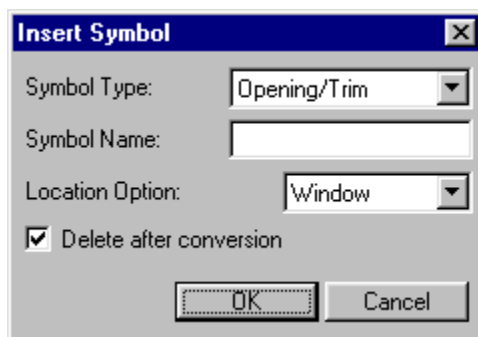 Insert Symbol
Symbol Type: Opening/Trim
Symbol Name:
Location Option: Window
Delete after conversion
OK Cancel